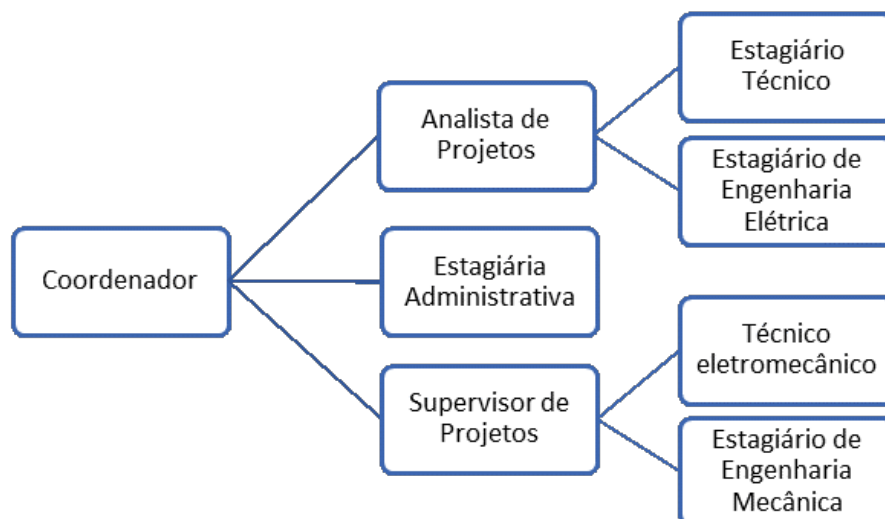 Coordenador
Analista de
Projetos
Estagiária
Administrativa
Supervisor de
Projetos
Estagiário
Técnico
Estagiário de
Engenharia
Elétrica
Técnico
eletromecânico
Estagiário de
Engenharia
Mecânica